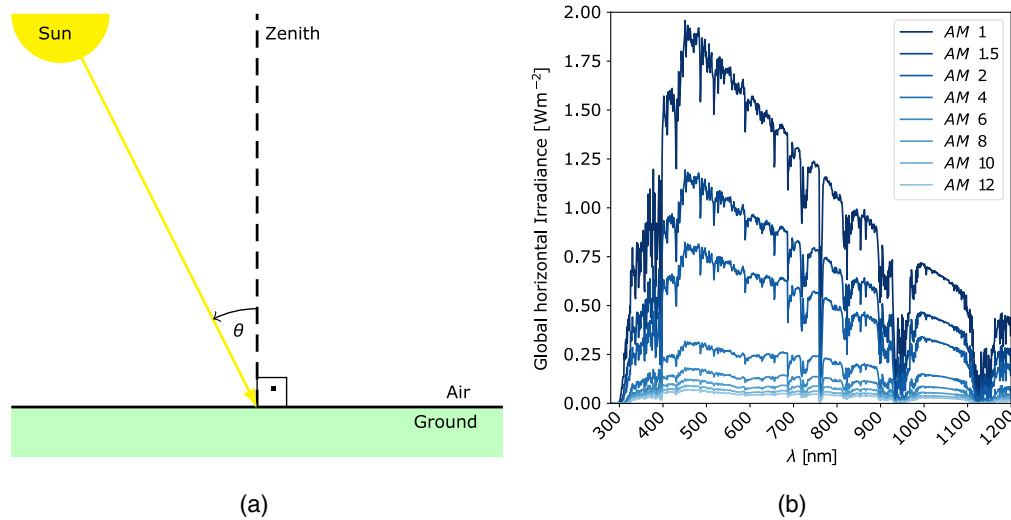 Sun
Zenith
θ
Air
Ground
(a)
Global horizontal Irradiance [Wm⁻²]
2.00
1.75
1.50
1.25
1.00
0.75
0.50
0.25
0.00
300 400 500 600 700 800 900 1000 1100 1200
λ [nm]
AM 1
AM 1.5
AM 2
AM 4
AM 6
AM 8
AM 10
AM 12
(b)